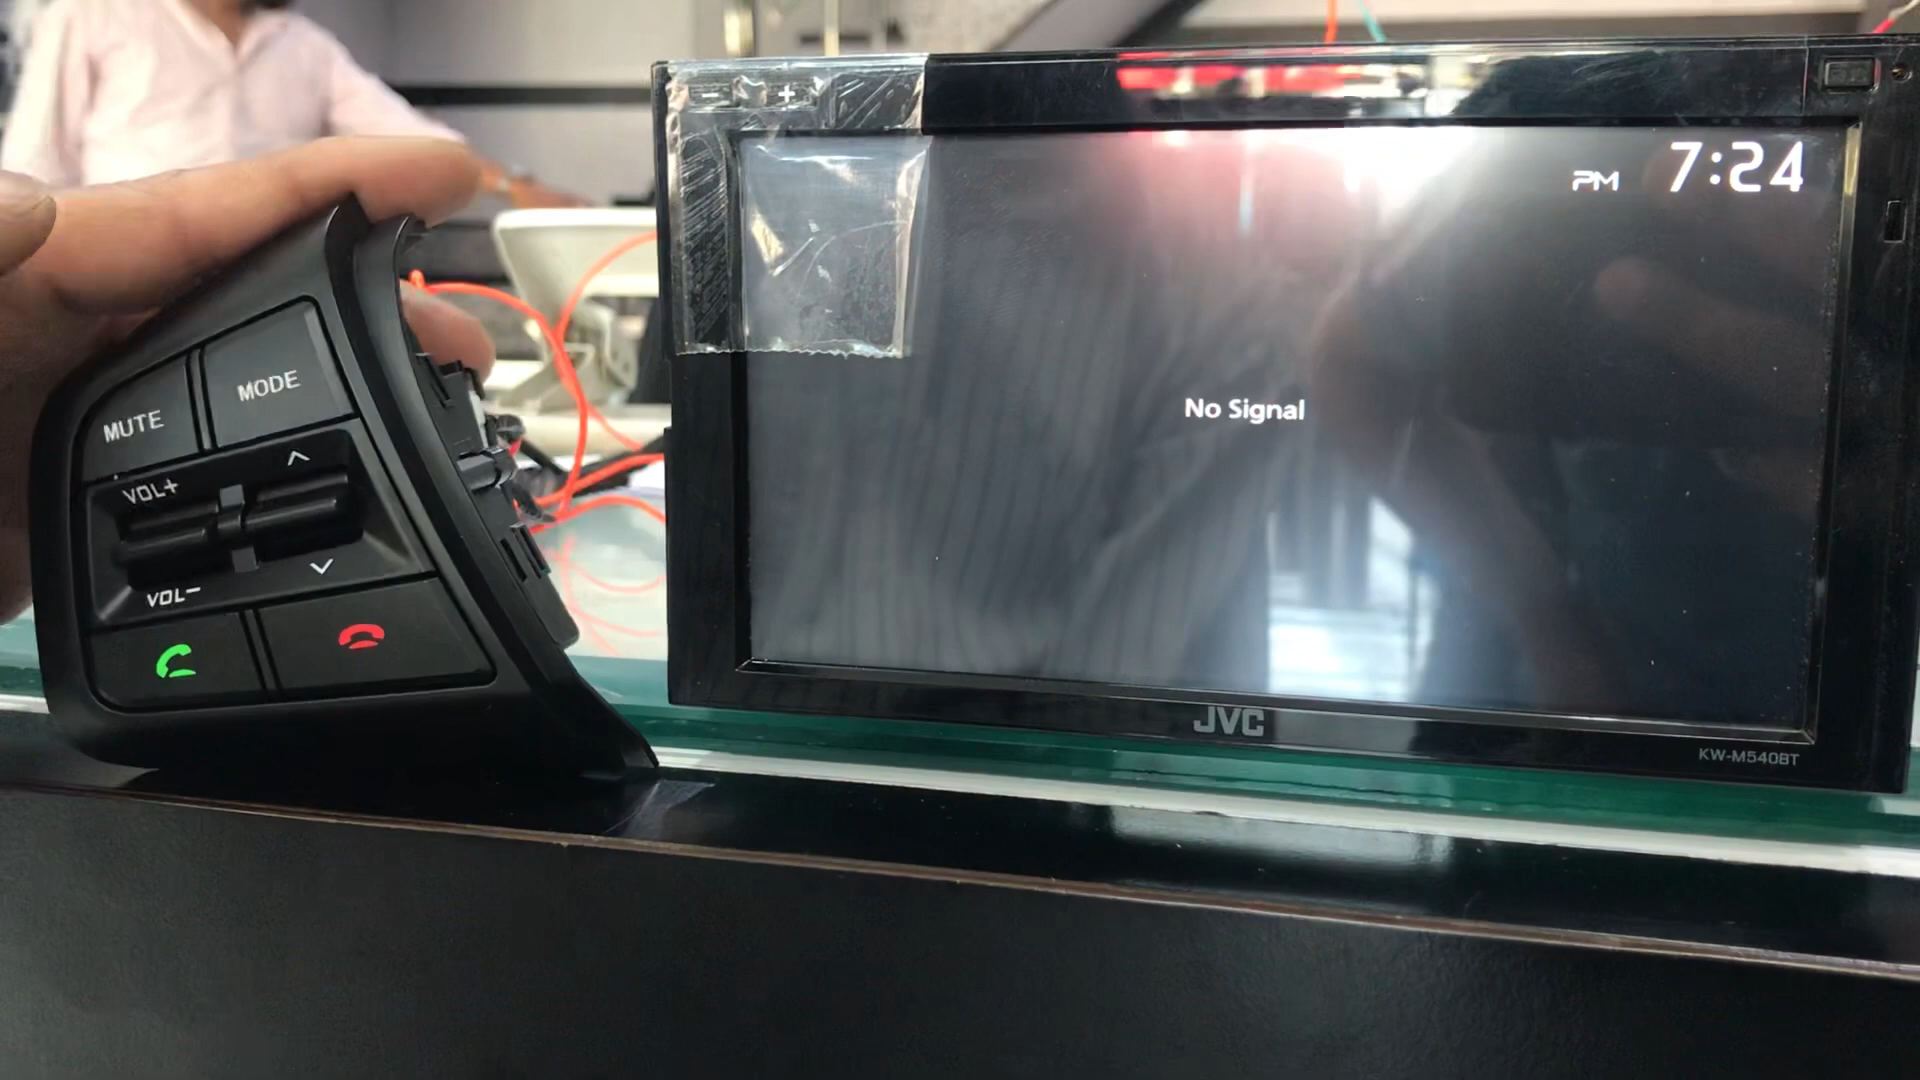 MUTE
MODE
VOL+
VOL-
- +
PM 7:24
No Signal
JVC
KW-M540BT